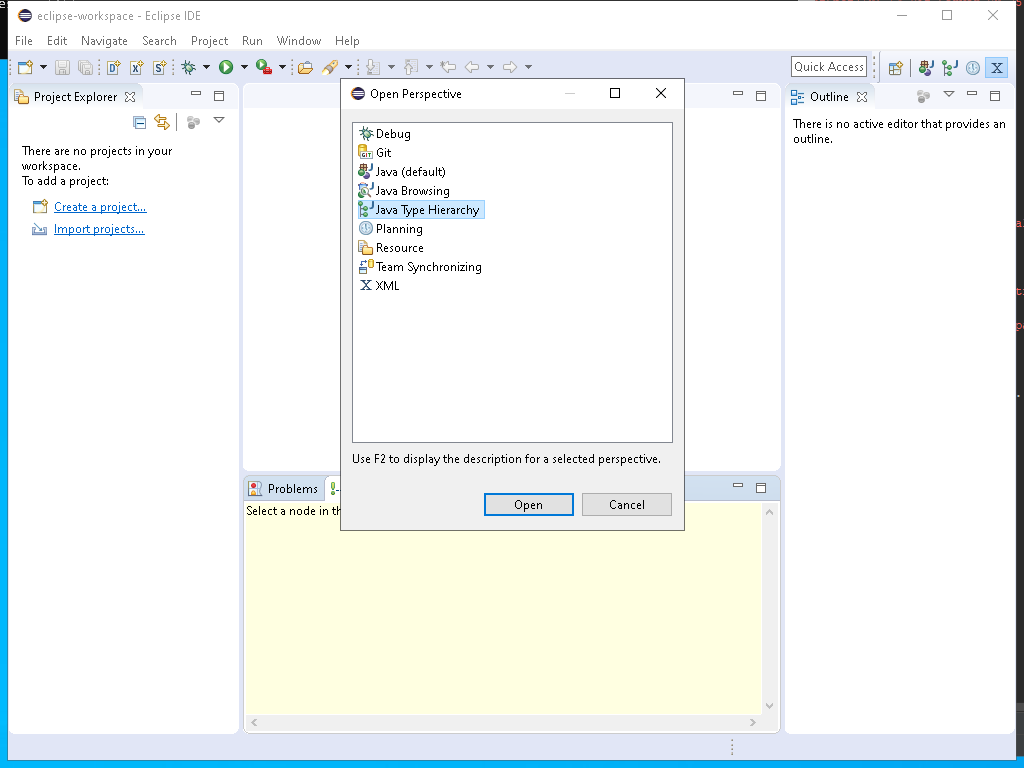 eclipse-workspace - Eclipse IDE
File Edit Navigate Search Project Run Window Help
Quick Access
Project Explorer
There are no projects in your
workspace.
To add a project:
Create a project...
Import projects...
Open Perspective
Debug
Git
Java (default)
Java Browsing
Java Type Hierarchy
Planning
Resource
Team Synchronizing
XML
Use F2 to display the description for a selected perspective.
Open Cancel
Problems
Select a node in th
Outline
There is no active editor that provides an
outline.